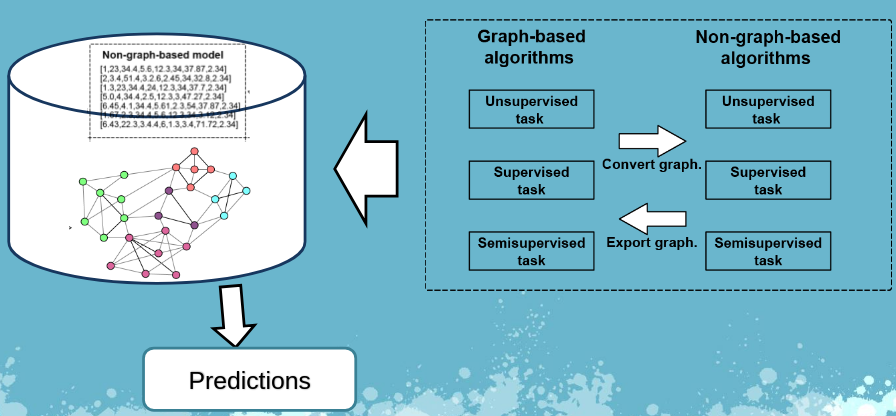 Non-graph-based model
[1,23,34.4,5.6,12.3,34,37.87,2.34]
[2,3.4,51.4,3.2.6,2.45,34,32.8,2.34]
[1.3,23,34.4,24,12.3,34,37.7,2.34]
[5.0,4,34.4,2.5,12.3,3,47.27,2.34]
[6.45,4.1,34.4,5.61,2.3,54,37.87,2.34]
[6.43,22.3,3.4.4,6,1.3,3.4,71.72,2.34]
Graph-based
algorithms
Non-graph-based
algorithms
Unsupervised
task
Unsupervised
task
Convert graph.
Supervised
task
Supervised
task
Export graph.
Semisupervised
task
Semisupervised
task
Predictions